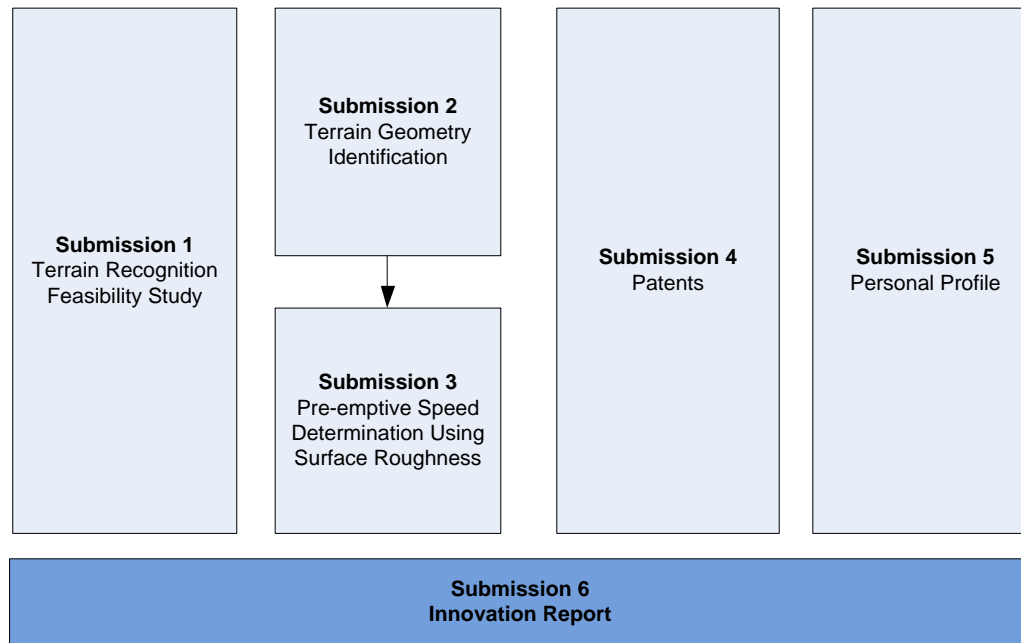 Submission 1
Terrain Recognition
Feasibility Study
Submission 2
Terrain Geometry
Identification
Submission 3
Pre-emptive Speed
Determination Using
Surface Roughness
Submission 4
Patents
Submission 5
Personal Profile
Submission 6
Innovation Report